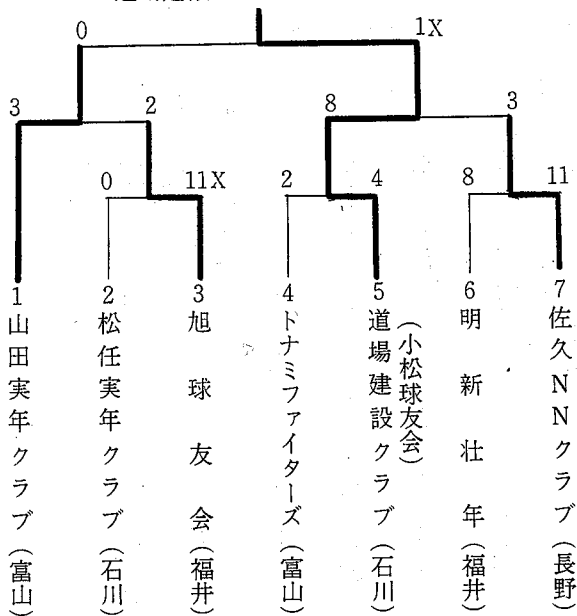 0 1X
3 2 8 3
0 11X 2 4 8 11
1 山田実年クラブ(富山)
2 松任実年クラブ(石川)
3 旭球友会(福井)
4 トナミファイターズ(富山)
5 道場建設クラブ(石川)
(小松球友会)
6 明新壮年(福井)
7 佐久NNクラブ(長野)